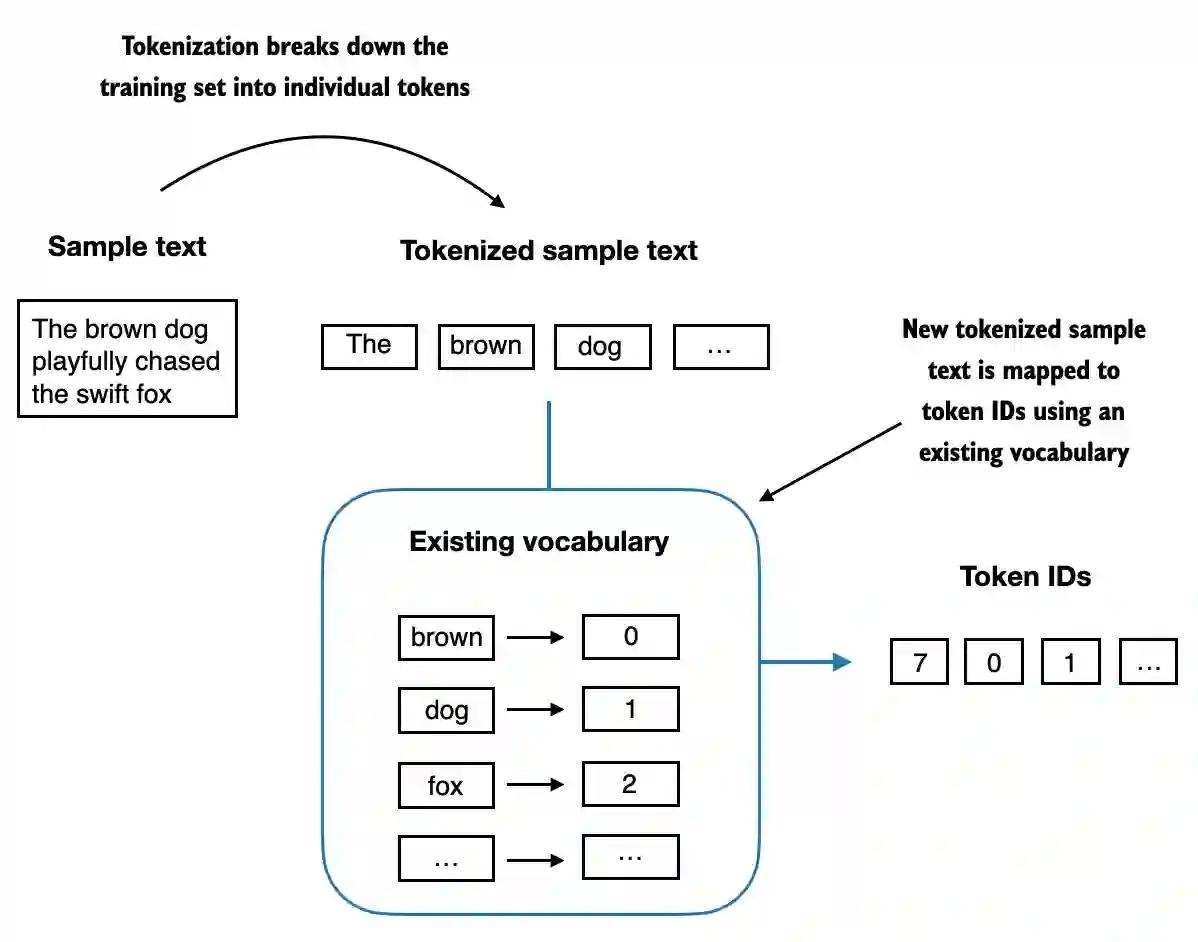 Tokenization breaks down the
training set into individual tokens
Sample text
The brown dog
playfully chased
the swift fox
Tokenized sample text
The brown dog ...
New tokenized sample
text is mapped to
token IDs using an
existing vocabulary
Existing vocabulary
brown 0
dog 1
fox 2
... ...
Token IDs
7 0 1 ...